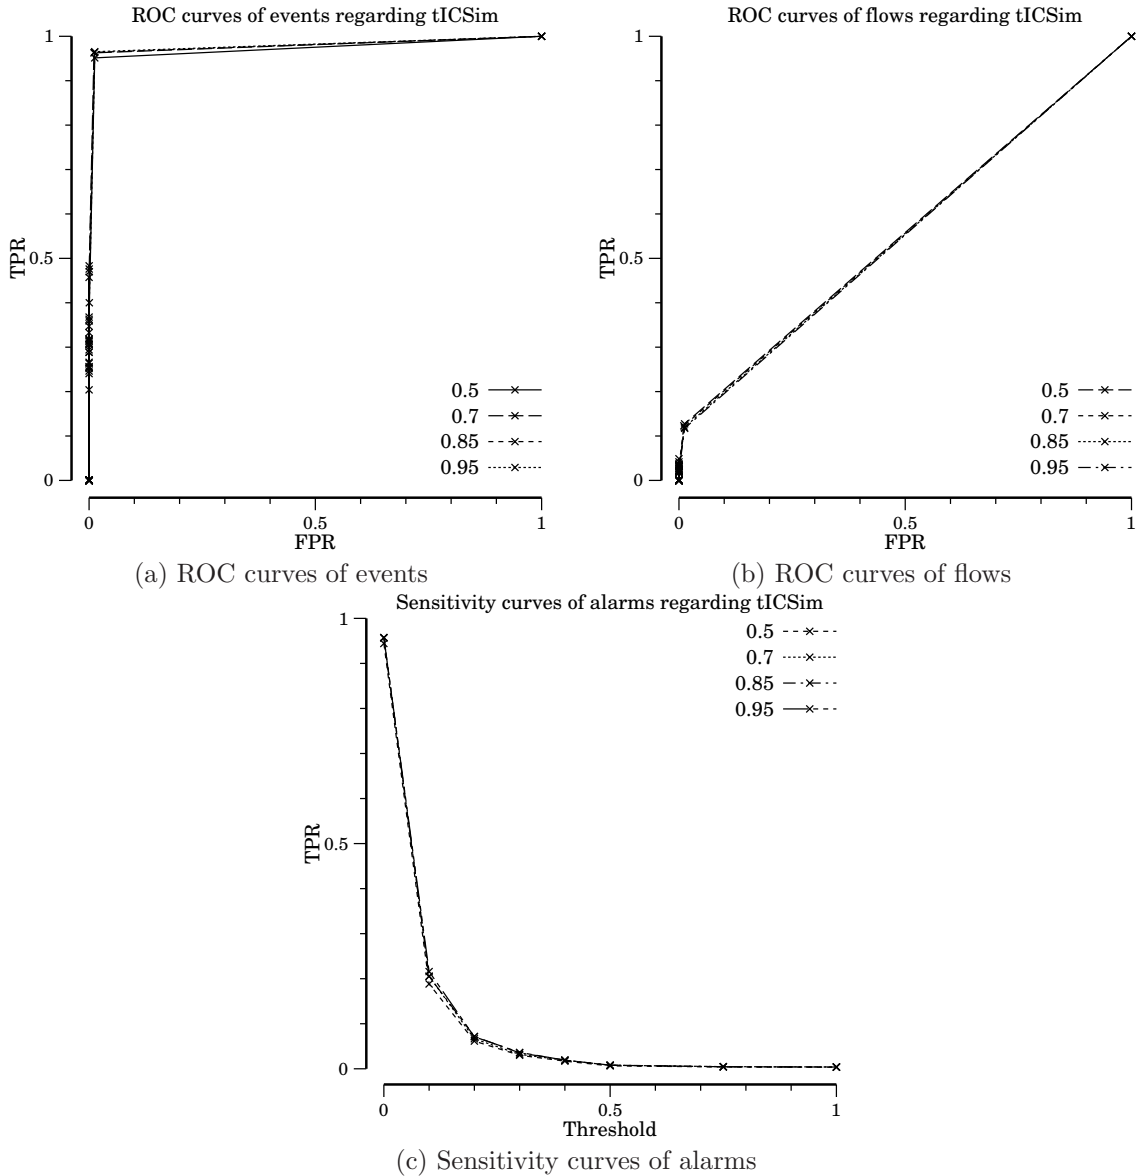 ROC curves of events regarding tICSim
1
TPR
0.5
0.5
0.7
0.85
0.95
0
0
0.5
1
FPR
(a) ROC curves of events
ROC curves of flows regarding tICSim
1
TPR
0.5
0.5
0.7
0.85
0.95
0
0
0.5
1
FPR
(b) ROC curves of flows
Sensitivity curves of alarms regarding tICSim
1
0.5
0.7
0.85
0.95
TPR
0.5
0
0
0.5
1
Threshold
(c) Sensitivity curves of alarms